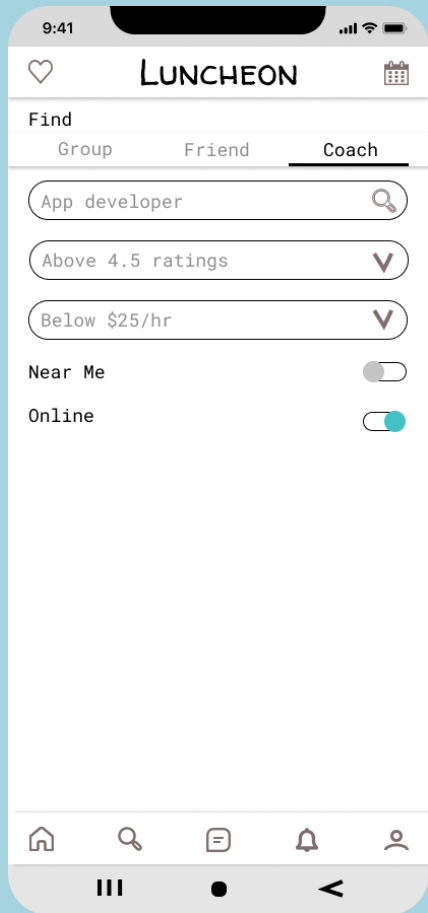 9:41
LUNCHEON
Find
Group Friend Coach
App developer
Above 4.5 ratings
Below $25/hr
Near Me
Online